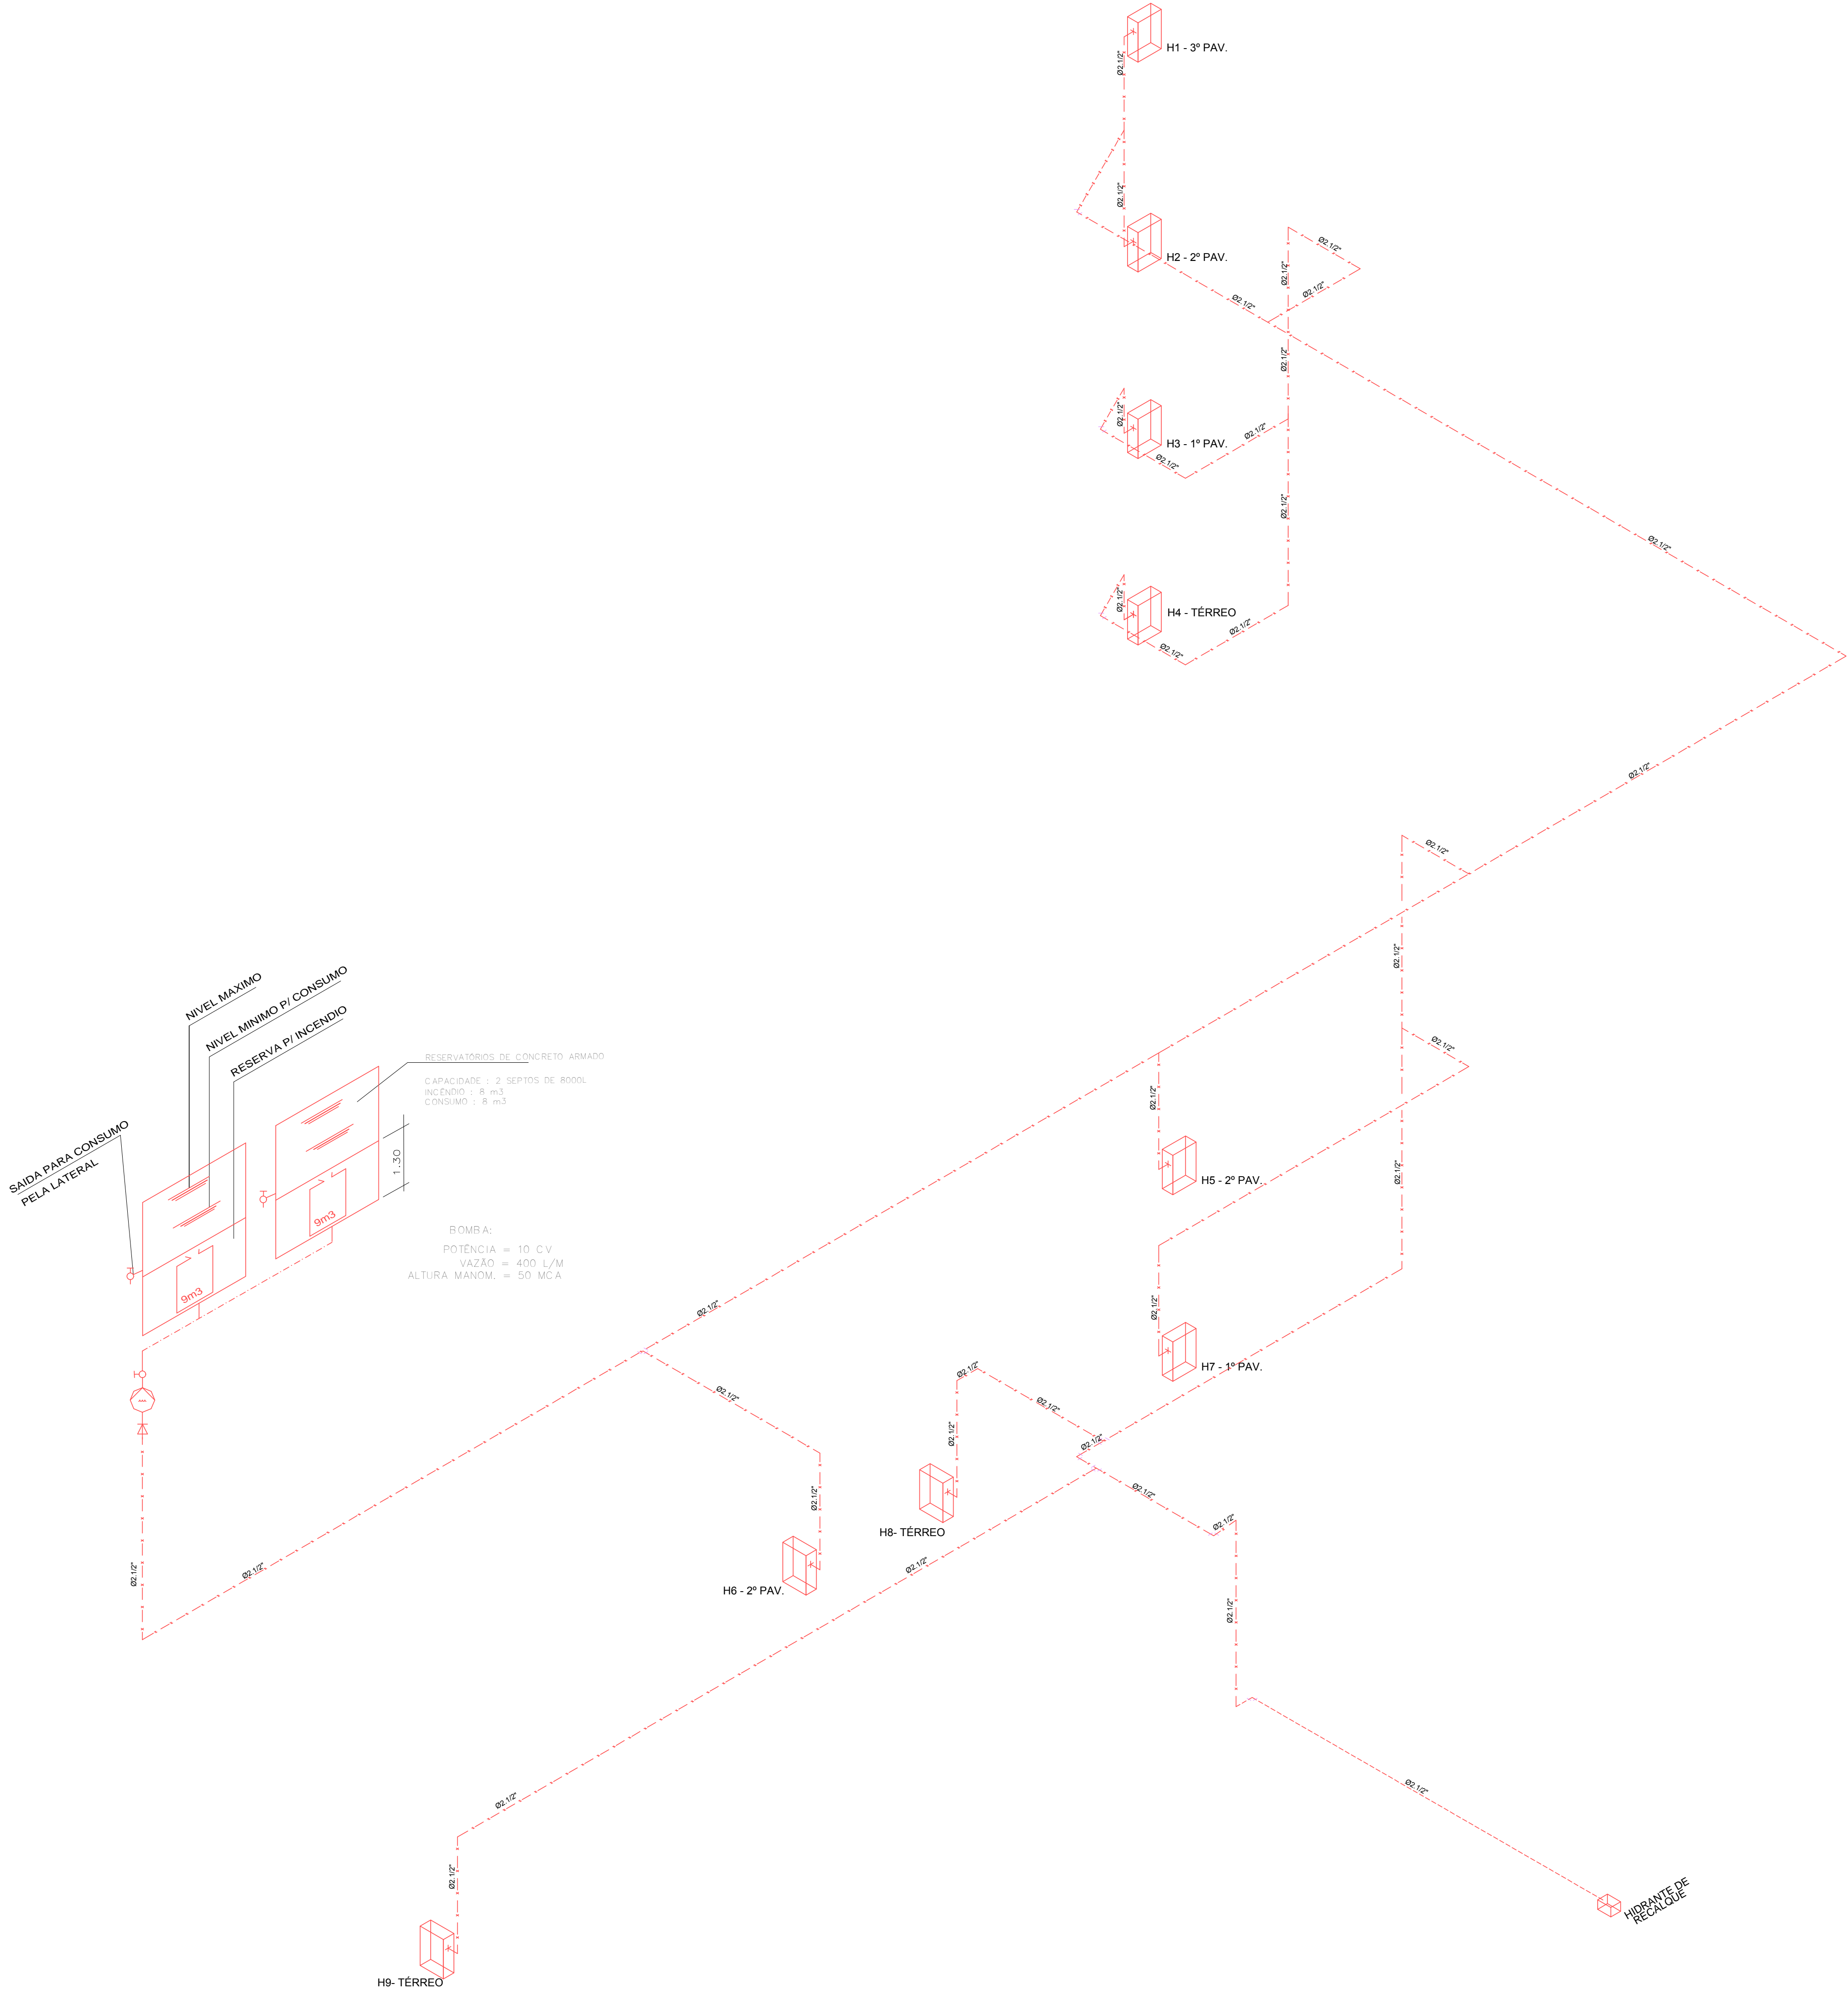 H1 - 3º PAV.
Ø2.1/2"
Ø2.1/2"
H2 - 2º PAV.
Ø2.1/2"
Ø2.1/2"
Ø2.1/2"
Ø2.1/2"
Ø2.1/2"
Ø2.1/2"
H3 - 1º PAV.
Ø2.1/2"
Ø2.1/2"
Ø2.1/2"
Ø2.1/2"
Ø2.1/2"
H4 - TÉRREO
Ø2.1/2"
Ø2.1/2"
Ø2.1/2"
Ø2.1/2"
Ø2.1/2"
NIVEL MAXIMO
NIVEL MINIMO P/ CONSUMO
RESERVA P/ INCENDIO
SAIDA PARA CONSUMO
PELA LATERAL
RESERVATÓRIOS DE CONCRETO ARMADO
CAPACIDADE : 2 SEPTOS DE 8000L
INCÊNDIO : 8 m3
CONSUMO : 8 m3
1.30
9m3
9m3
BOMBA:
POTÊNCIA = 10 CV
VAZÃO = 400 L/M
ALTURA MANOM. = 50 MCA
Ø2.1/2"
Ø2.1/2"
Ø2.1/2"
H5 - 2º PAV.
Ø2.1/2"
Ø2.1/2"
Ø2.1/2"
H7 - 1º PAV.
Ø2.1/2"
Ø2.1/2"
Ø2.1/2"
Ø2.1/2"
Ø2.1/2"
Ø2.1/2"
Ø2.1/2"
Ø2.1/2"
H8- TÉRREO
Ø2.1/2"
Ø2.1/2"
Ø2.1/2"
Ø2.1/2"
H6 - 2º PAV.
Ø2.1/2"
Ø2.1/2"
Ø2.1/2"
Ø2.1/2"
HIDRANTE DE
RECALQUE
H9- TÉRREO